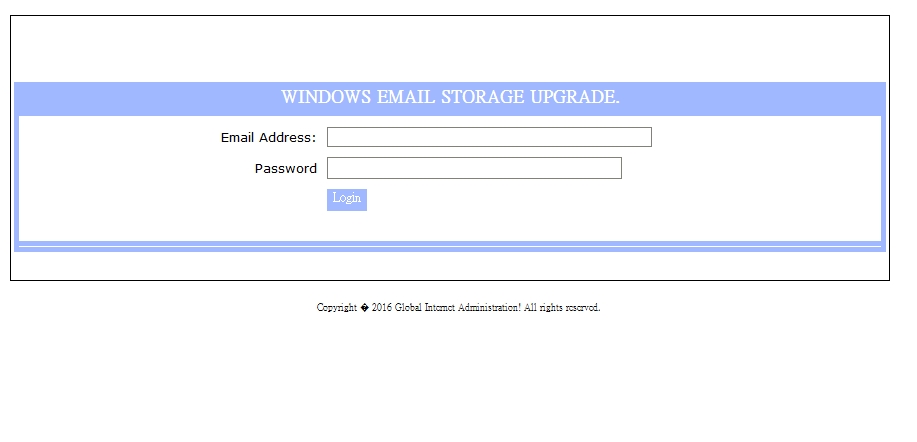 WINDOWS EMAIL STORAGE UPGRADE.
Email Address:
Password
Login
Copyright � 2016 Global Internet Administration! All rights reserved.